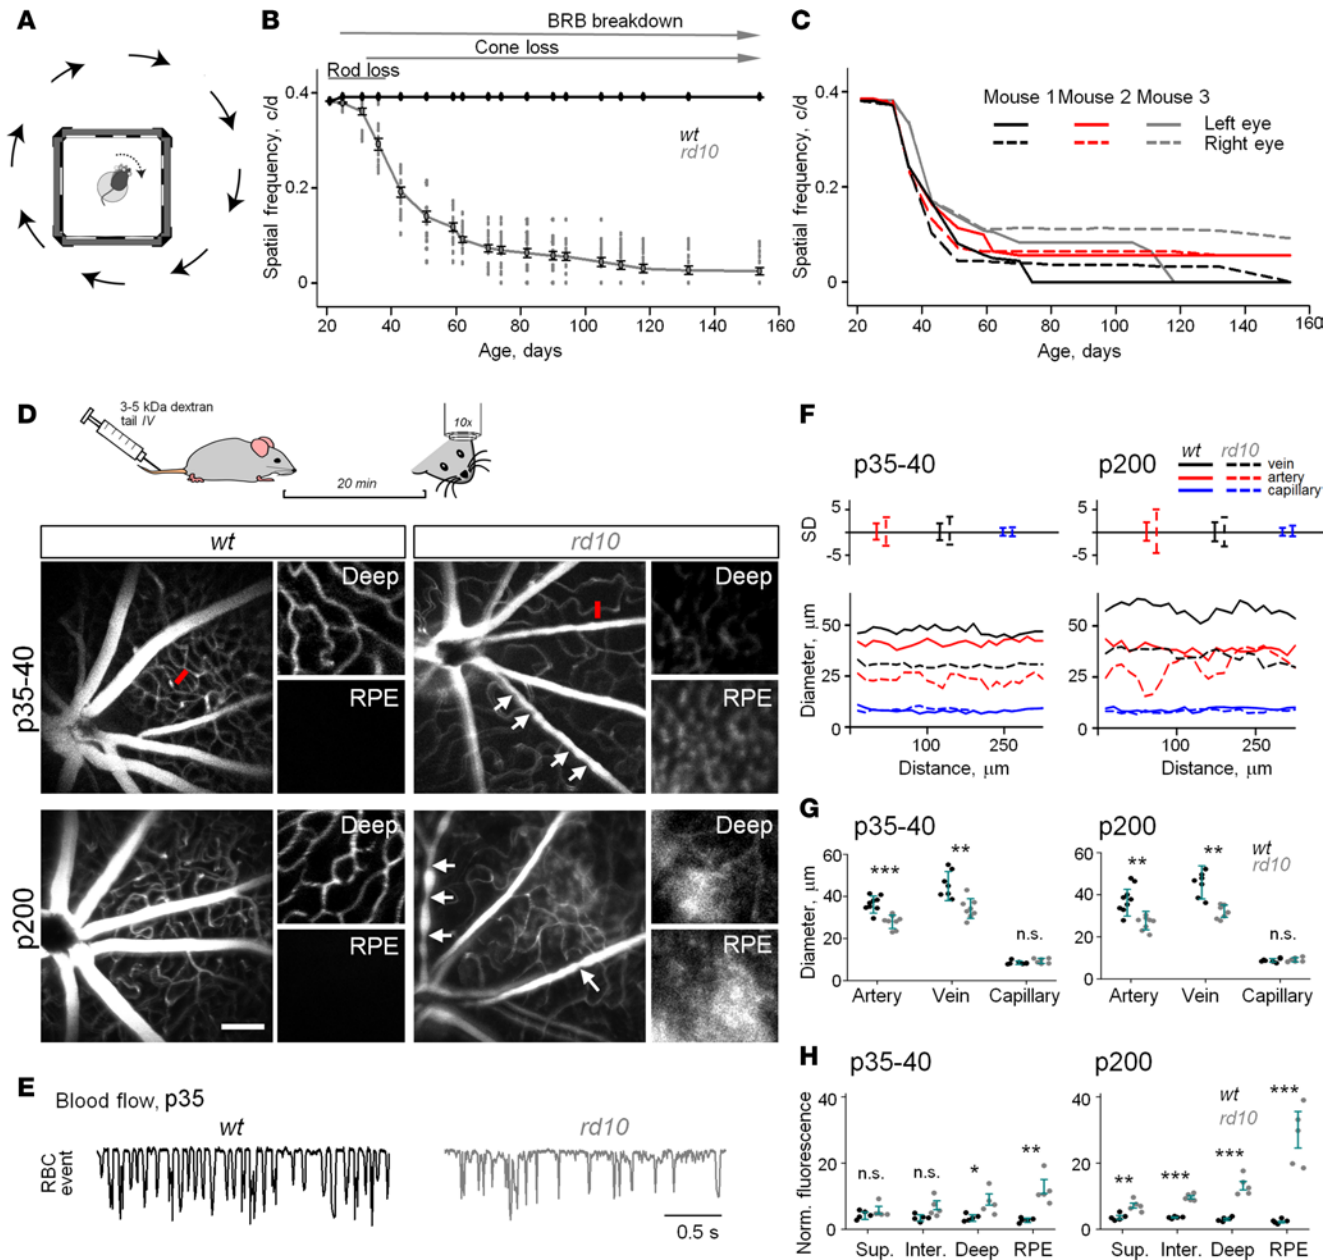 A
B
BRB breakdown
Cone loss
Rod loss
Spatial frequency, c/d
0.4
0.2
0
wt
rd10
20 40 60 80 100 120 140 160
Age, days
C
Spatial frequency, c/d
0.4
0.2
0
Mouse 1 Mouse 2 Mouse 3
Left eye
Right eye
20 40 60 80 100 120 140 160
Age, days
D
3-5 kDa dextran
tail IV
10x
20 min
wt
rd10
p35-40
Deep
RPE
Deep
RPE
p200
Deep
RPE
Deep
RPE
E
Blood flow, p35
wt
rd10
RBC
event
0.5 s
F
wt rd10
vein
artery
capillary
p35-40
p200
SD
5
-5
5
-5
Diameter, μm
50
25
0
50
25
0
100 250
100 250
Distance, μm
Distance, μm
G
p35-40
p200
Diameter, μm
60
40
20
0
***
**
n.s.
Artery Vein Capillary
60
40
20
0
**
**
n.s.
wt
rd10
Artery Vein Capillary
H
p35-40
p200
Norm. fluorescence
40
20
0
n.s.
n.s.
*
**
Sup. Inter. Deep RPE
40
20
0
wt
rd10
**
***
***
***
Sup. Inter. Deep RPE